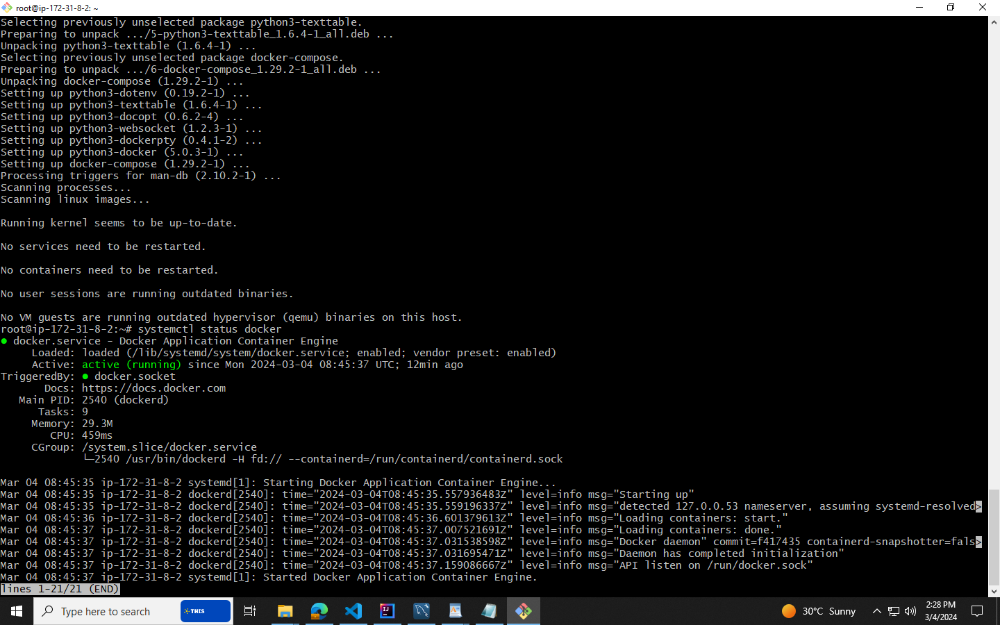 root@ip-172-31-8-2: ~
Selecting previously unselected package python3-texttable.
Preparing to unpack .../5-python3-texttable_1.6.4-1_all.deb ...
Unpacking python3-texttable (1.6.4-1) ...
Selecting previously unselected package docker-compose.
Preparing to unpack .../6-docker-compose_1.29.2-1_all.deb ...
Unpacking docker-compose (1.29.2-1) ...
Setting up python3-dotenv (0.19.2-1) ...
Setting up python3-texttable (1.6.4-1) ...
Setting up python3-docopt (0.6.2-4) ...
Setting up python3-websocket (1.2.3-1) ...
Setting up python3-dockerpty (0.4.1-2) ...
Setting up python3-docker (5.0.3-1) ...
Setting up docker-compose (1.29.2-1) ...
Processing triggers for man-db (2.10.2-1) ...
Scanning processes...
Scanning linux images...
Running kernel seems to be up-to-date.
No services need to be restarted.
No containers need to be restarted.
No user sessions are running outdated binaries.
No VM guests are running outdated hypervisor (qemu) binaries on this host.
root@ip-172-31-8-2:~# systemctl status docker
● docker.service - Docker Application Container Engine
Loaded: loaded (/lib/systemd/system/docker.service; enabled; vendor preset: enabled)
Active: active (running) since Mon 2024-03-04 08:45:37 UTC; 12min ago
TriggeredBy: ● docker.socket
Docs: https://docs.docker.com
Main PID: 2540 (dockerd)
Tasks: 9
Memory: 29.3M
CPU: 459ms
CGroup: /system.slice/docker.service
└─2540 /usr/bin/dockerd -H fd:// --containerd=/run/containerd/containerd.sock
Mar 04 08:45:35 ip-172-31-8-2 systemd[1]: Starting Docker Application Container Engine...
Mar 04 08:45:35 ip-172-31-8-2 dockerd[2540]: time="2024-03-04T08:45:35.557936483Z" level=info msg="Starting up"
Mar 04 08:45:35 ip-172-31-8-2 dockerd[2540]: time="2024-03-04T08:45:35.559196337Z" level=info msg="detected 127.0.0.53 nameserver, assuming systemd-resolved>
Mar 04 08:45:36 ip-172-31-8-2 dockerd[2540]: time="2024-03-04T08:45:36.601379613Z" level=info msg="Loading containers: start."
Mar 04 08:45:37 ip-172-31-8-2 dockerd[2540]: time="2024-03-04T08:45:37.007521691Z" level=info msg="Loading containers: done."
Mar 04 08:45:37 ip-172-31-8-2 dockerd[2540]: time="2024-03-04T08:45:37.031538598Z" level=info msg="Docker daemon" commit=f417435 containerd-snapshotter=fals>
Mar 04 08:45:37 ip-172-31-8-2 dockerd[2540]: time="2024-03-04T08:45:37.031695471Z" level=info msg="Daemon has completed initialization"
Mar 04 08:45:37 ip-172-31-8-2 dockerd[2540]: time="2024-03-04T08:45:37.159086667Z" level=info msg="API listen on /run/docker.sock"
Mar 04 08:45:37 ip-172-31-8-2 systemd[1]: Started Docker Application Container Engine.
lines 1-21/21 (END)
Type here to search
THIS
30°C Sunny
2:28 PM
3/4/2024